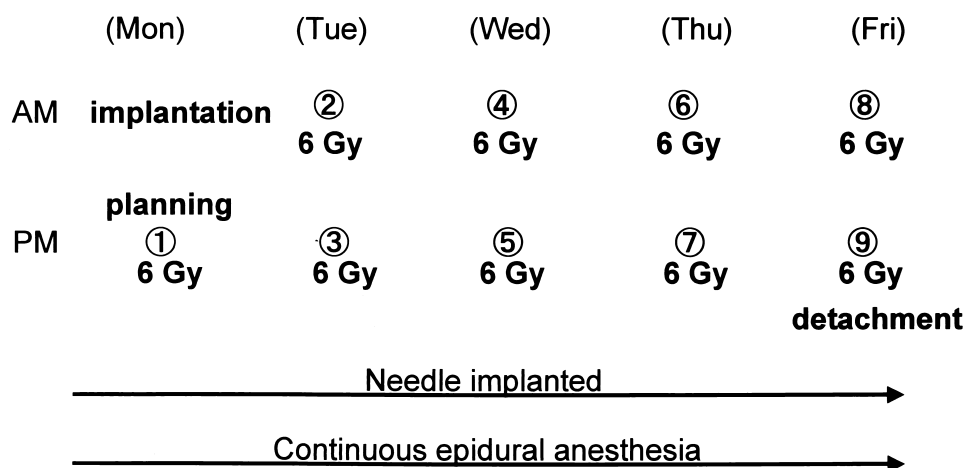 (Mon) (Tue) (Wed) (Thu) (Fri)
AM implantation ② ④ ⑥ ⑧
6 Gy 6 Gy 6 Gy 6 Gy
planning
PM ① ③ ⑤ ⑦ ⑨
6 Gy 6 Gy 6 Gy 6 Gy 6 Gy
detachment
Needle implanted
Continuous epidural anesthesia